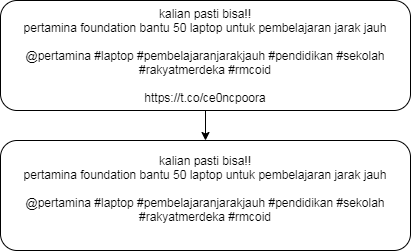 kalian pasti bisa!!
pertamina foundation bantu 50 laptop untuk pembelajaran jarak jauh
@pertamina #laptop #pembelajaranjarakjauh #pendidikan #sekolah
#rakyatmerdeka #rmcoid
https://t.co/ce0ncpoora
kalian pasti bisa!!
pertamina foundation bantu 50 laptop untuk pembelajaran jarak jauh
@pertamina #laptop #pembelajaranjarakjauh #pendidikan #sekolah
#rakyatmerdeka #rmcoid